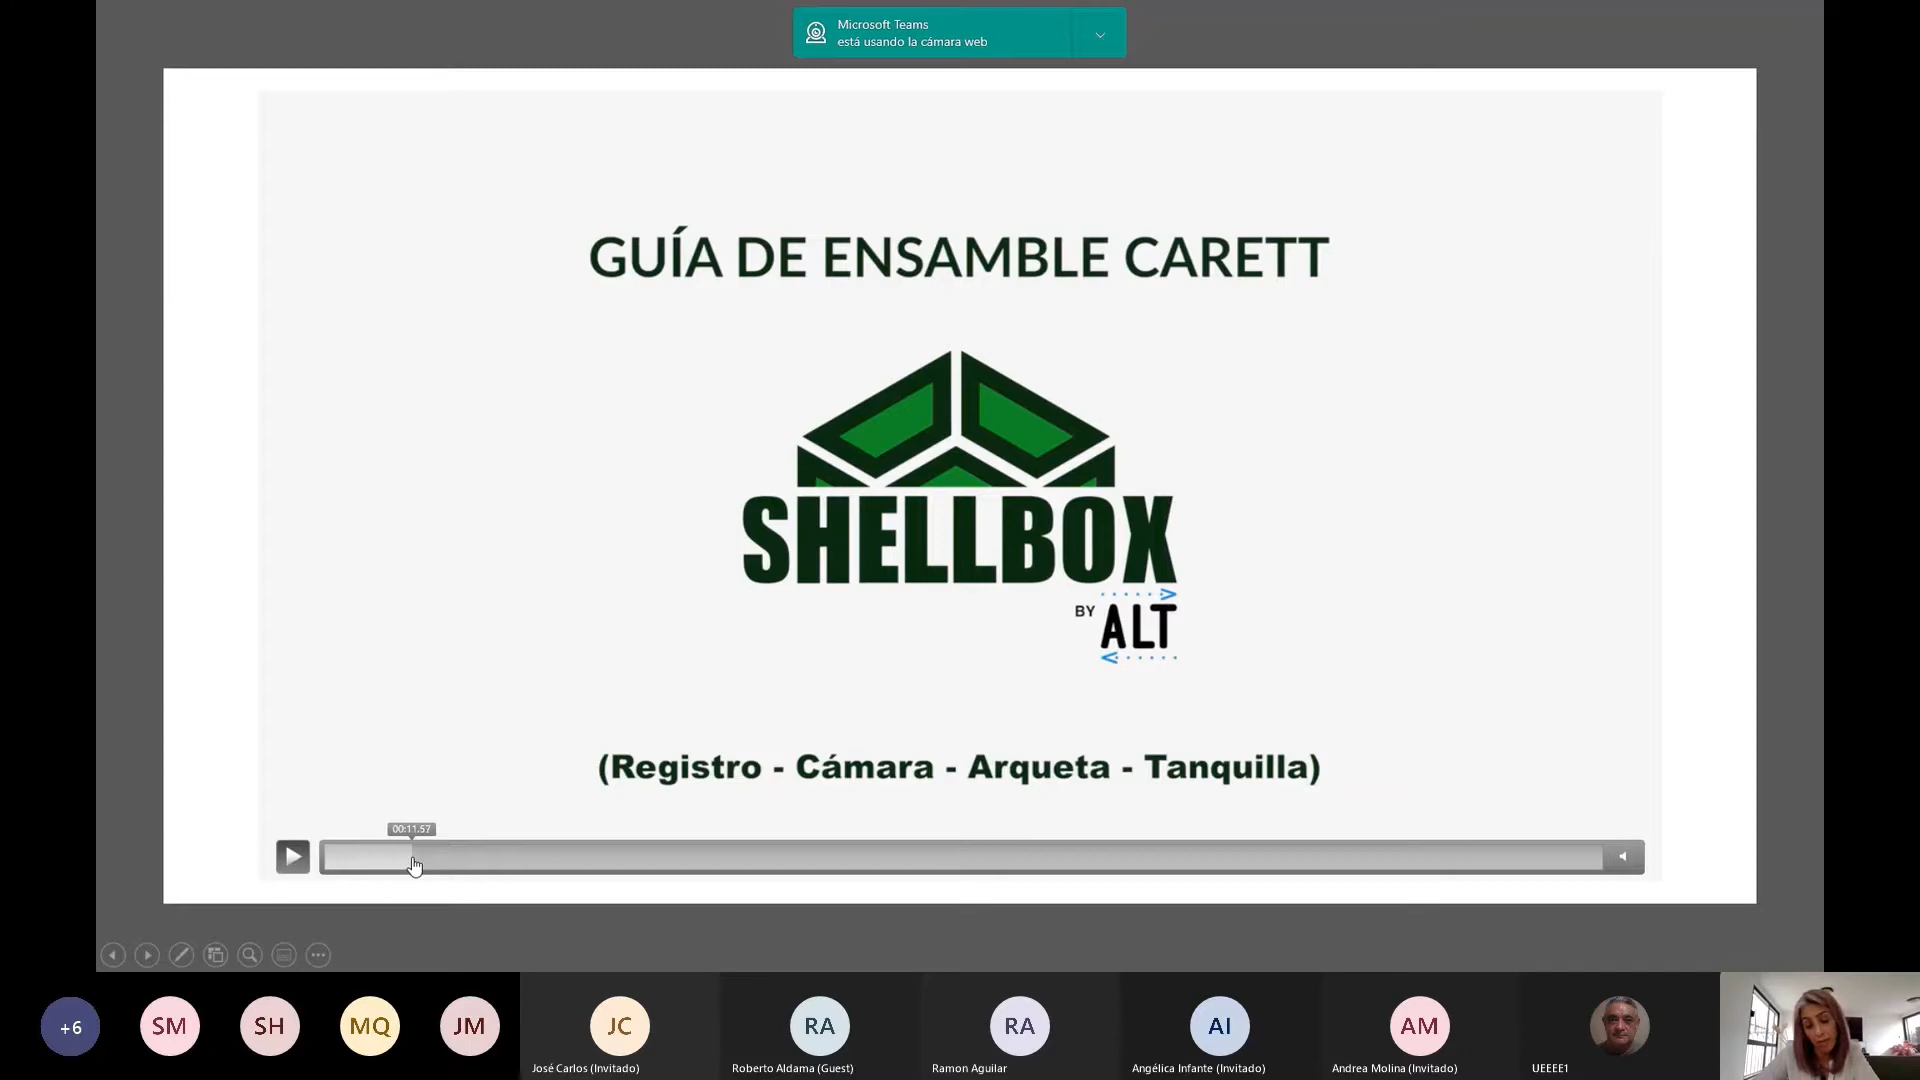 Microsoft Teams
está usando la cámara web
GUÍA DE ENSAMBLE CARETT
SHELLBOX
BY ALT
(Registro - Cámara - Arqueta - Tanquilla)
00:11.57
+6
SM
SH
MQ
JM
JC
RA
RA
AI
AM
José Carlos (Invitado)
Roberto Aldama (Guest)
Ramon Aguilar
Angélica Infante (Invitado)
Andrea Molina (Invitado)
UEEEE1